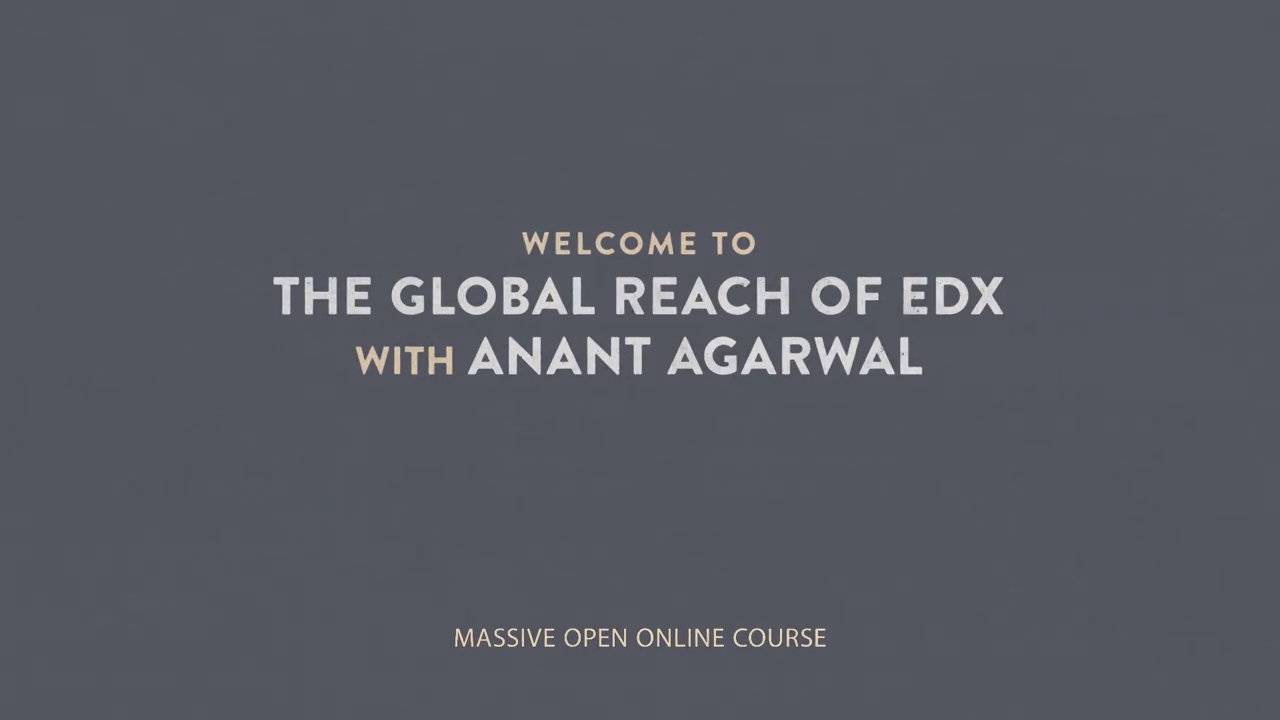 WELCOME TO
THE GLOBAL REACH OF EDX
WITH ANANT AGARWAL
MASSIVE OPEN ONLINE COURSE